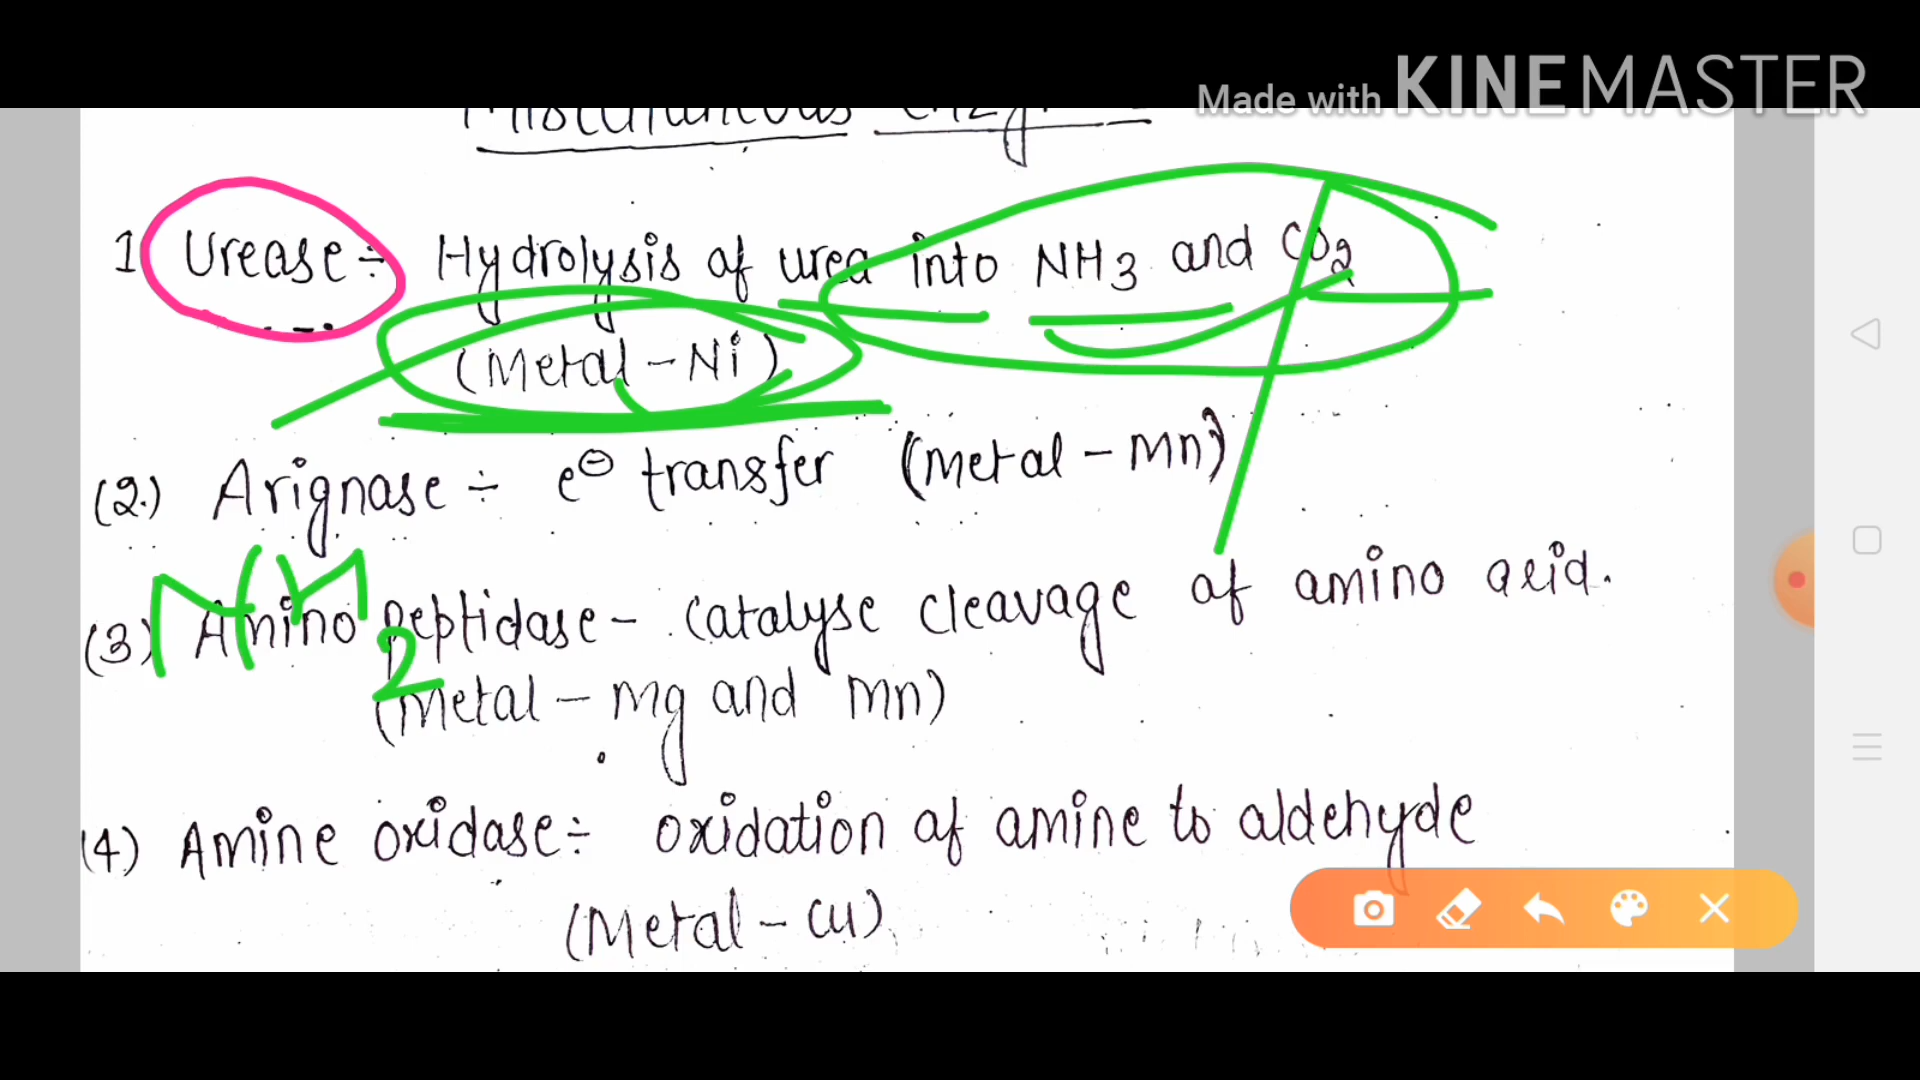 Made with KINEMASTER
1 Urease ÷ Hydrolysis of urea into NH3 and CO2
(Metal - Ni)
(2.) Arignase ÷ e⊖ transfer (Metal - Mn)
(3) Amino peptidase - catalyse cleavage of amino acid.
(Metal - Mg and Mn)
(4) Amine oxidase ÷ oxidation of amine to aldehyde
(Metal - Cu)